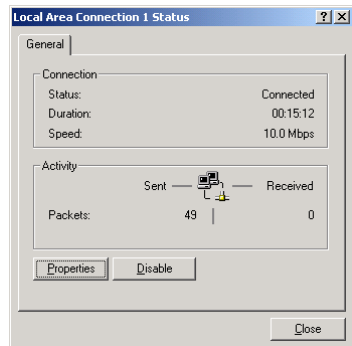 Local Area Connection 1 Status
General
Connection
Status: Connected
Duration: 00:15:12
Speed: 10.0 Mbps
Activity
Sent Received
Packets: 49 0
Properties Disable
Close